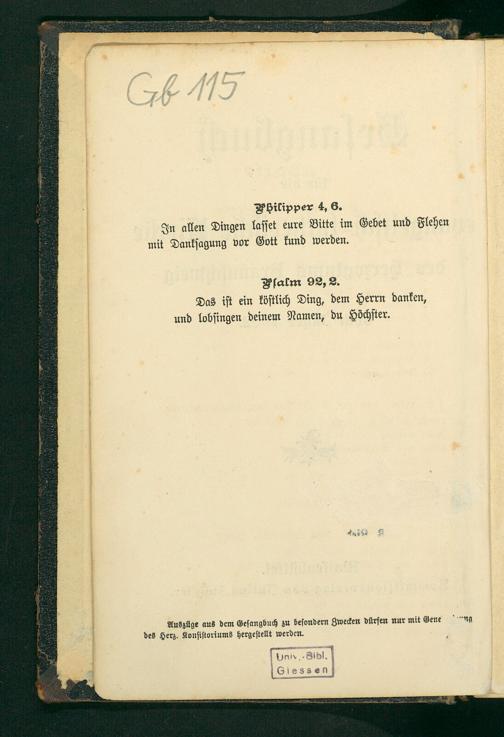 Gb 115
Philipper 4, 6.
In allen Dingen lasset eure Bitte im Gebet und Flehen
mit Danksagung vor Gott kund werden.
Psalm 92, 2.
Das ist ein köstlich Ding, dem Herrn danken,
und lobsingen deinem Namen, du Höchster.
Auszüge aus dem Gesangbuch zu besondern Zwecken dürfen nur mit Gene
des Herz. Konsistoriums hergestellt werden.
Univ.-Bibl.
Giessen